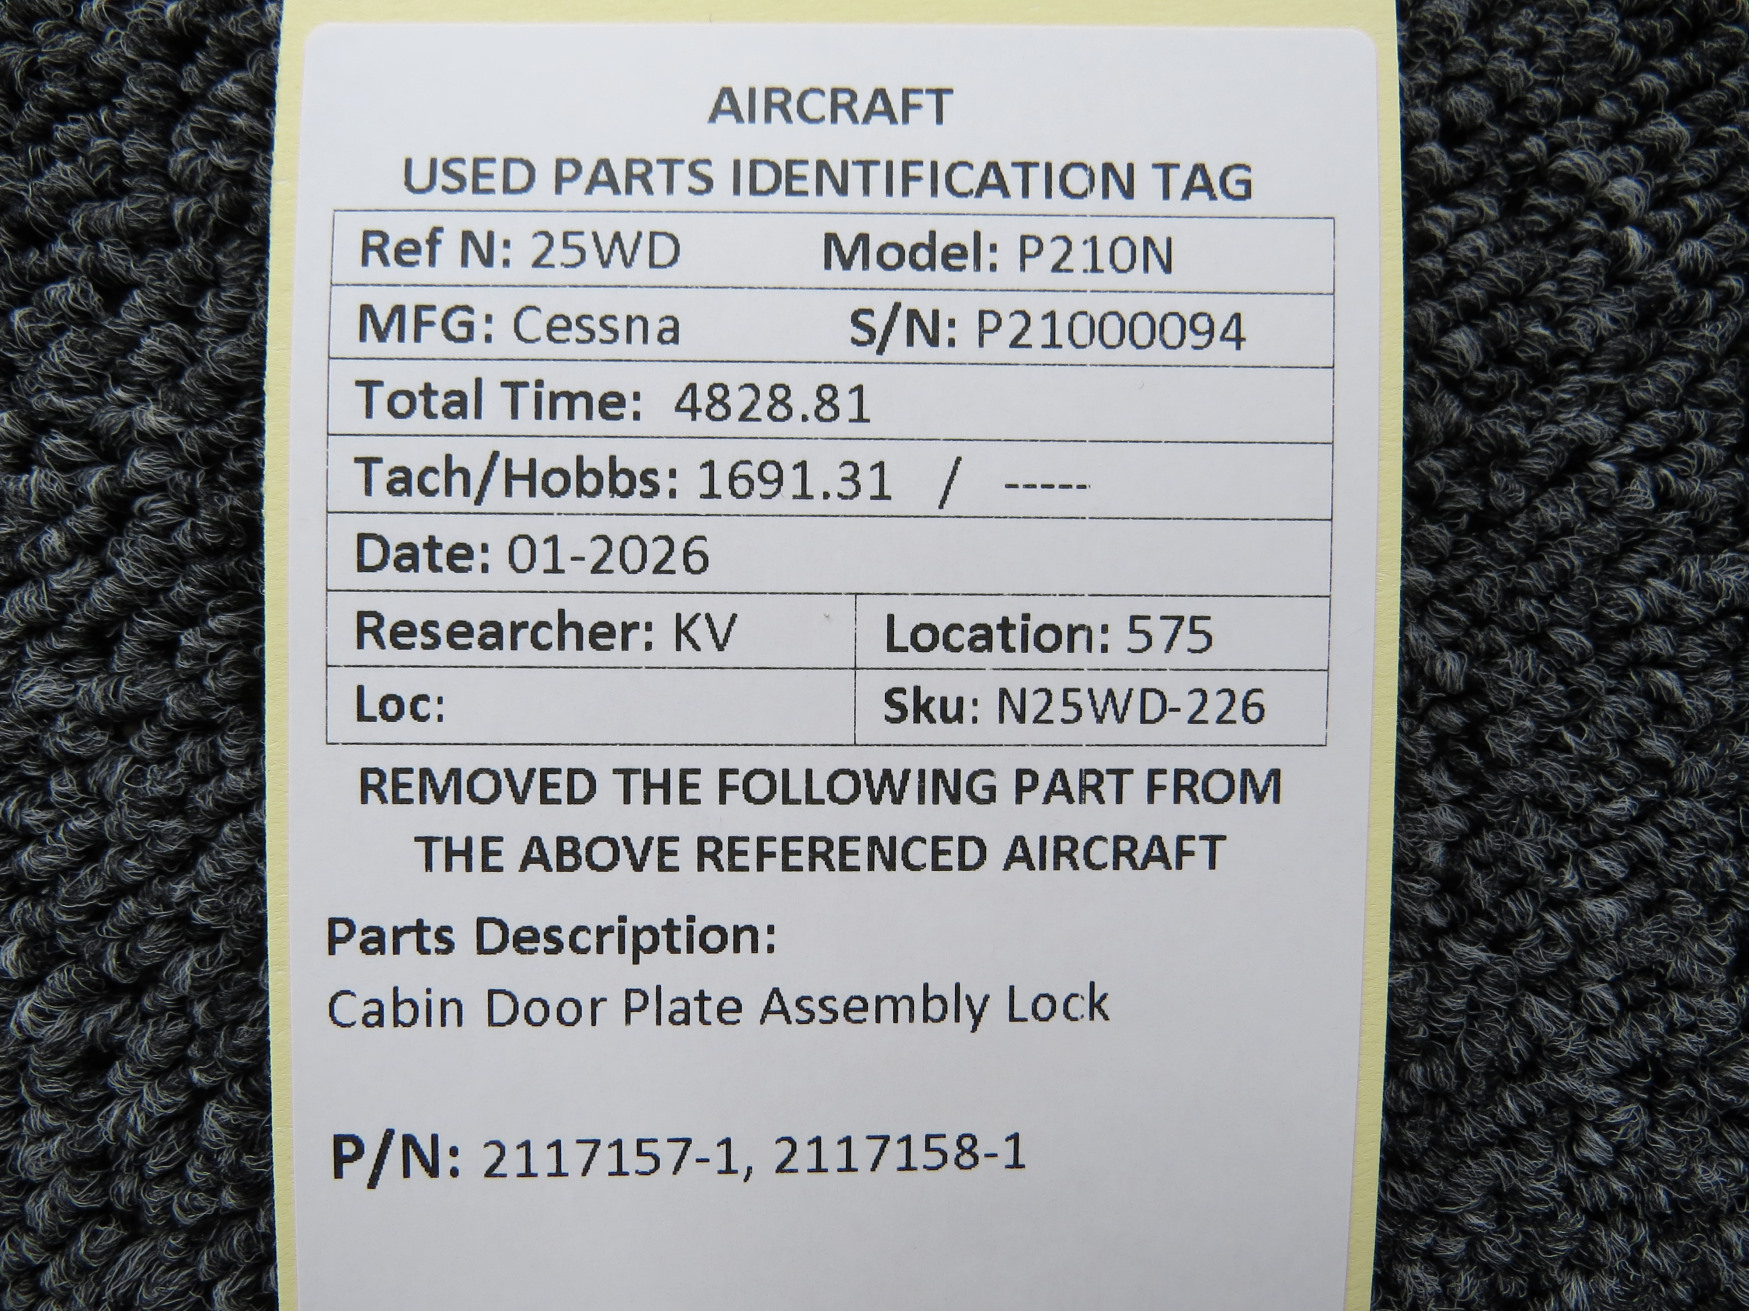 AIRCRAFT
USED PARTS IDENTIFICATION TAG
Ref N: 25WD Model: P210N
MFG: Cessna S/N: P21000094
Total Time: 4828.81
Tach/Hobbs: 1691.31 / -----
Date: 01-2026
Researcher: KV Location: 575
Loc: Sku: N25WD-226
REMOVED THE FOLLOWING PART FROM
THE ABOVE REFERENCED AIRCRAFT
Parts Description:
Cabin Door Plate Assembly Lock
P/N: 2117157-1, 2117158-1